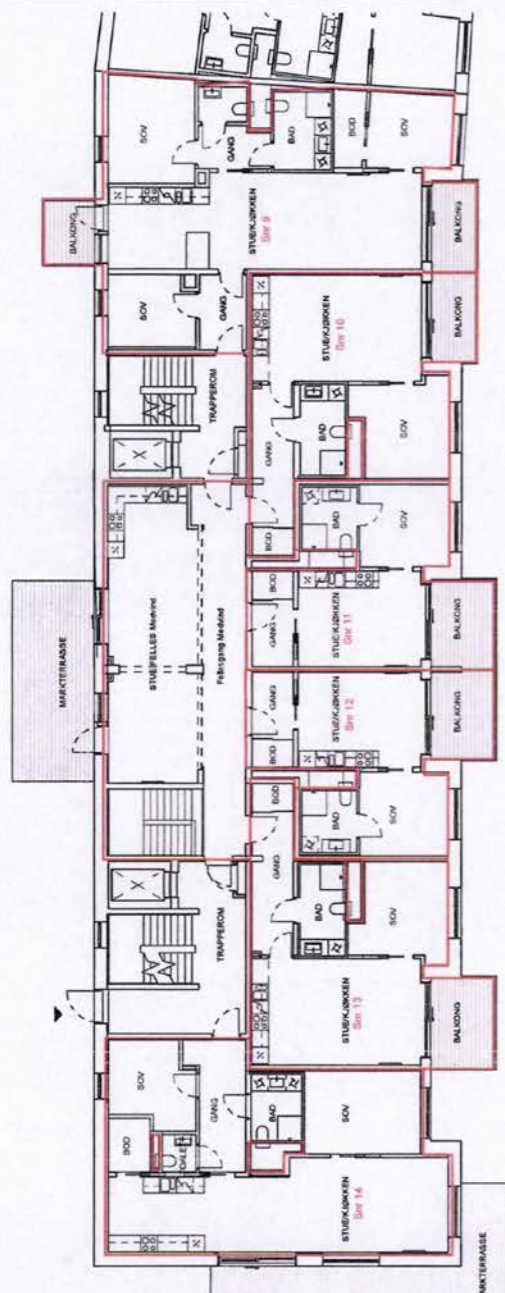 SOV
GANG
BAD
BOD
SOV
STUE/KJØKKEN
Snr 9
BALKONG
BALKONG
SOV
GANG
STUE/KJØKKEN
Snr 10
BALKONG
TRAPPEROM
GANG
BAD
SOV
BOD
MARKTERRASSE
STUE/FELLES Medvind
Fellesgang Medvind
BAD
SOV
BOD
GANG
STUE/KJØKKEN
Snr 11
BALKONG
GANG
BOD
STUE/KJØKKEN
Snr 12
BALKONG
BOD
BAD
SOV
TRAPPEROM
GANG
BAD
SOV
STUE/KJØKKEN
Snr 13
BALKONG
SOV
BOD
GANG
BAD
SOV
STUE/KJØKKEN
Snr 14